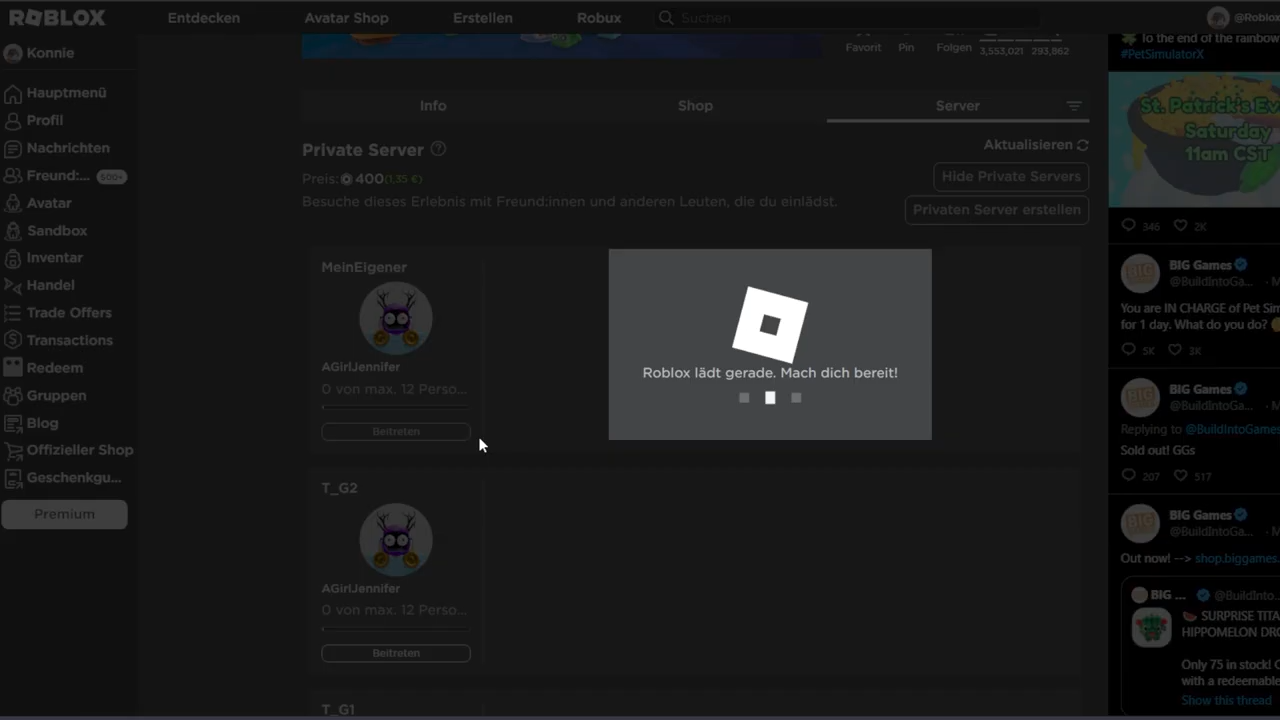 ROBLOX
Entdecken
Avatar Shop
Erstellen
Robux
Suchen
@Roblox
Konnie
Hauptmenü
Profil
Nachrichten
Freund:...
500+
Avatar
Sandbox
Inventar
Handel
Trade Offers
Transactions
Redeem
Gruppen
Blog
Offizieller Shop
Geschenkgu...
Premium
Favorit
Pin
Folgen
3,553,021
293,862
Info
Shop
Server
Private Server
Aktualisieren
Preis: 400(1,35 €)
Hide Private Servers
Besuche dieses Erlebnis mit Freund:innen und anderen Leuten, die du einlädst.
Privaten Server erstellen
MeinEigener
AGirlJennifer
0 von max. 12 Perso...
Beitreten
Roblox lädt gerade. Mach dich bereit!
T_G2
AGirlJennifer
0 von max. 12 Perso...
Beitreten
T_G1
To the end of the rainbow
#PetSimulatorX
St. Patrick's Ev
Saturday
11am CST
346
2K
BIG
BIG Games
@BuildIntoGa...
You are IN CHARGE of Pet Sim
for 1 day. What do you do?
5K
3K
BIG
BIG Games
@BuildIntoGa...
Replying to @BuildIntoGames
Sold out! GGs
207
517
BIG
BIG Games
@BuildIntoGa...
Out now! --> shop.biggames:
BIG ...
@BuildInto...
SURPRISE TITA
HIPPOMELON DRO
Only 75 in stock! C
with a redeemable
Show this thread